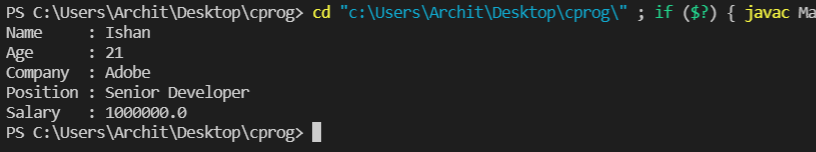 PS C:\Users\Archit\Desktop\cprog> cd "c:\Users\Archit\Desktop\cprog\" ; if ($?) { javac Ma
Name     : Ishan
Age      : 21
Company  : Adobe
Position : Senior Developer
Salary   : 1000000.0
PS C:\Users\Archit\Desktop\cprog>